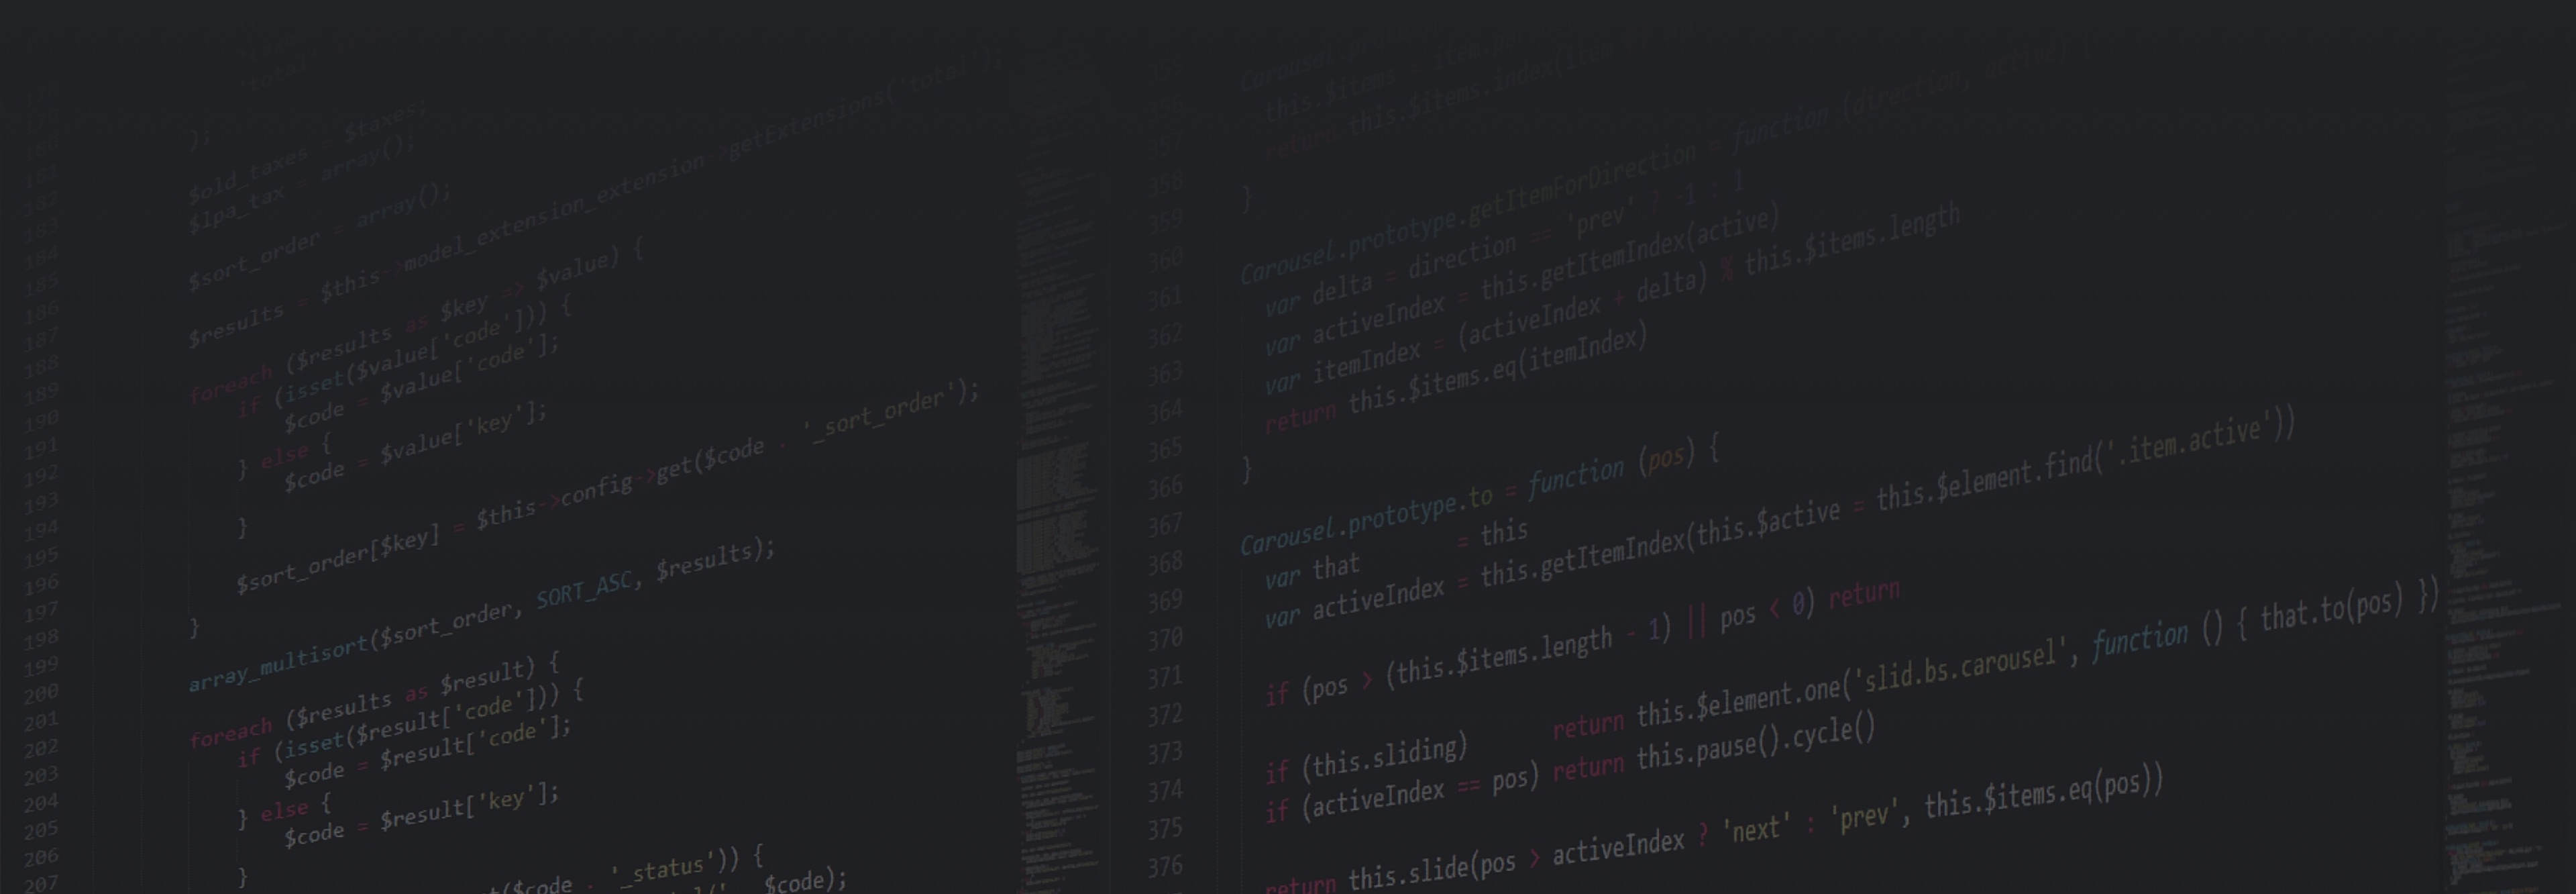 'total'
);
$old_taxes = $taxes;
$lpa_tax = array();
$sort_order = array();
$results = $this->model_extension_extension->getExtensions('total');
foreach ($results as $key => $value) {
if (isset($value['code'])) {
$code = $value['code'];
} else {
$code = $value['key'];
}
$sort_order[$key] = $this->config->get($code . '_sort_order');
}
array_multisort($sort_order, SORT_ASC, $results);
foreach ($results as $result) {
if (isset($result['code'])) {
$code = $result['code'];
} else {
$code = $result['key'];
}
($code . '_status')) {
$code);
181
182
183
184
185
186
187
188
189
190
191
192
193
194
195
196
197
198
199
200
201
202
203
204
205
206
207
this.$items = item.
return this.$items.index(item
}
Carousel.prototype.getItemForDirection = function (direction, active) {
var delta = direction == 'prev' ? -1 : 1
var activeIndex = this.getItemIndex(active)
var itemIndex = (activeIndex + delta) % this.$items.length
return this.$items.eq(itemIndex)
}
Carousel.prototype.to = function (pos) {
var that = this
var activeIndex = this.getItemIndex(this.$active = this.$element.find('.item.active'))
if (pos > (this.$items.length - 1) || pos < 0) return
if (this.sliding) return this.$element.one('slid.bs.carousel', function () { that.to(pos) })
if (activeIndex == pos) return this.pause().cycle()
return this.slide(pos > activeIndex ? 'next' : 'prev', this.$items.eq(pos))
357
358
359
360
361
362
363
364
365
366
367
368
369
370
371
372
373
374
375
376